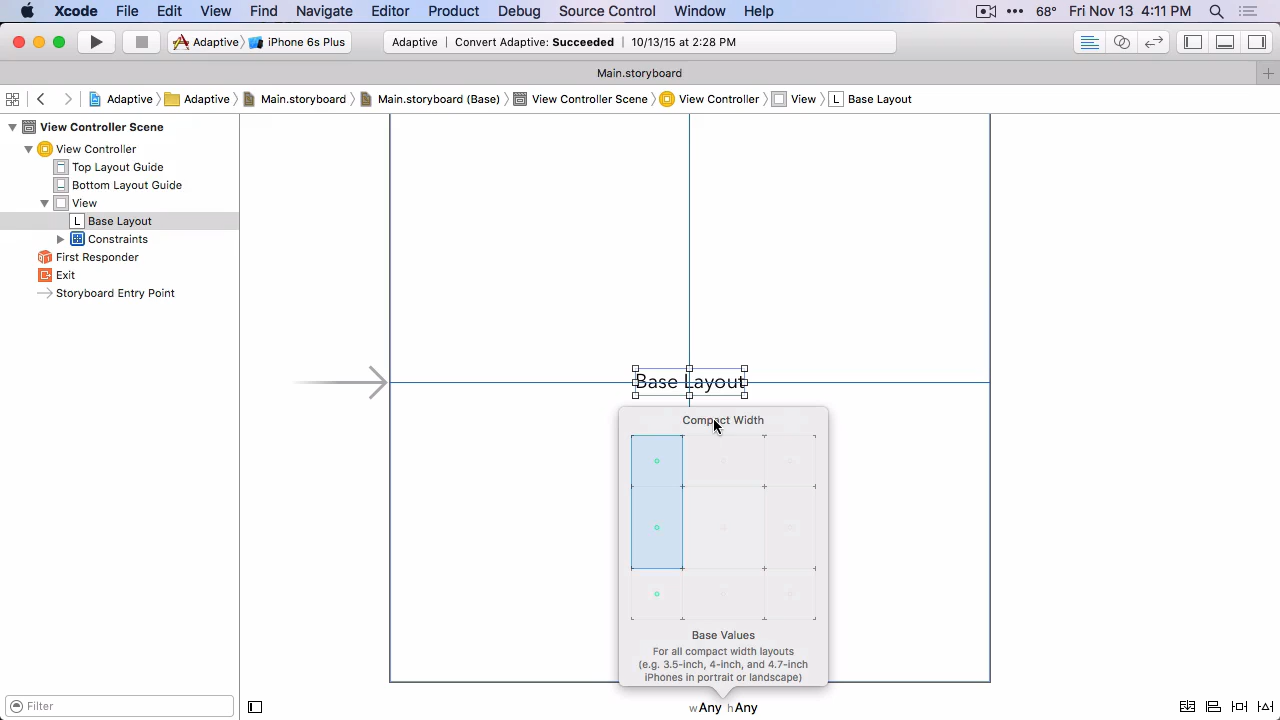 Xcode File Edit View Find Navigate Editor Product Debug Source Control Window Help 68° Fri Nov 13 4:11 PM
Adaptive iPhone 6s Plus Adaptive | Convert Adaptive: Succeeded | 10/13/15 at 2:28 PM
Main.storyboard
Adaptive Adaptive Main.storyboard Main.storyboard (Base) View Controller Scene View Controller View L Base Layout
View Controller Scene
View Controller
Top Layout Guide
Bottom Layout Guide
View
L Base Layout
Constraints
First Responder
Exit
Storyboard Entry Point
Base Layout
Compact Width
Base Values
For all compact width layouts
(e.g. 3.5-inch, 4-inch, and 4.7-inch
iPhones in portrait or landscape)
Filter
wAny hAny